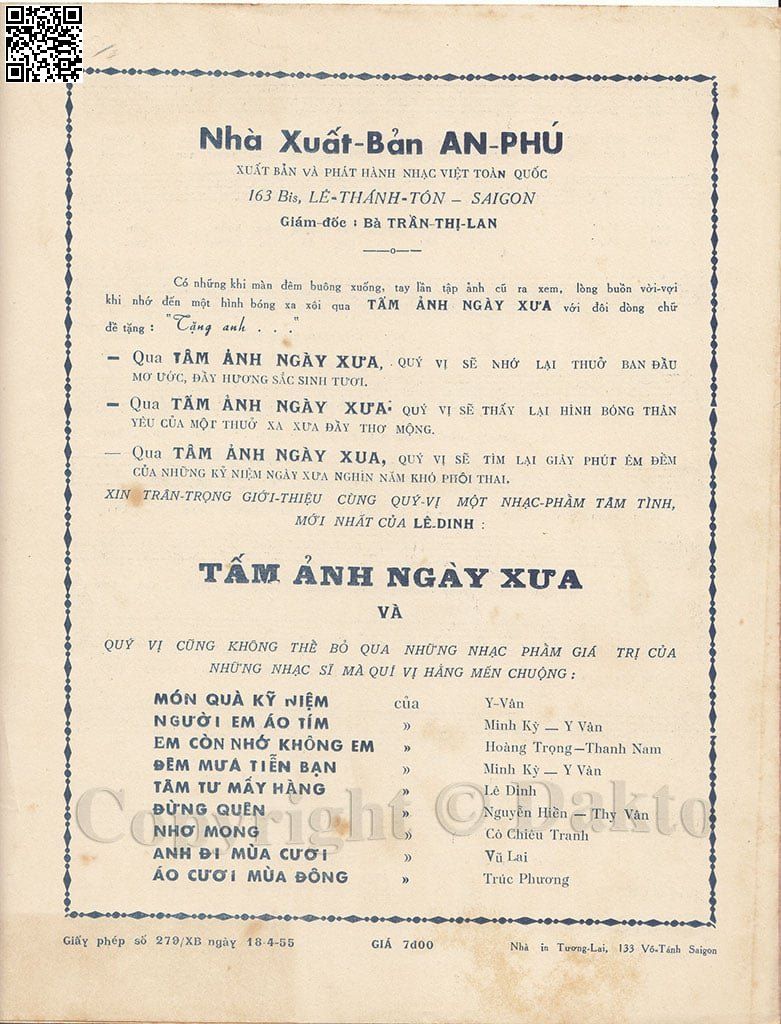 Nhà Xuất-Bản AN-PHÚ
XUẤT BẢN VÀ PHÁT HÀNH NHẠC VIỆT TOÀN QUỐC
163 Bis, LÊ-THÁNH-TÔN – SAIGON
Giám-đốc : Bà TRẦN-THỊ-LAN
Có những khi màn đêm buông xuống, tay lần tập ảnh cũ ra xem, lòng buồn vời-vợi
khi nhớ đến một hình bóng xa xôi qua TẤM ẢNH NGÀY XƯA với đôi dòng chữ
đề tặng : "Tặng anh . . ."
– Qua TẤM ẢNH NGÀY XƯA, QUÝ VỊ SẼ NHỚ LẠI THUỞ BAN ĐẦU
MƠ ƯỚC, ĐẦY HƯƠNG SẮC SINH TƯƠI.
– Qua TẤM ẢNH NGÀY XƯA: QUÝ VỊ SẼ THẤY LẠI HÌNH BÓNG THÂN
YÊU CỦA MỘT THUỞ XA XƯA ĐẦY THƠ MỘNG.
— Qua TẤM ẢNH NGÀY XUA, QUÝ VỊ SẼ TÌM LẠI GIÂY PHÚT ÊM ĐỀM
CỦA NHỮNG KỶ NIỆM NGÀY XƯA NGHÌN NĂM KHÓ PHÔI THAI.
XIN TRÂN-TRỌNG GIỚI-THIỆU CÙNG QUÝ-VỊ MỘT NHẠC-PHẨM TÂM TÌNH,
MỚI NHẤT CỦA LÊ-DINH :
TẤM ẢNH NGÀY XƯA
VÀ
QUÝ VỊ CŨNG KHÔNG THỂ BỎ QUA NHỮNG NHẠC PHẨM GIÁ TRỊ CỦA
NHỮNG NHẠC SĨ MÀ QUÍ VỊ HẰNG MẾN CHUỘNG :
MÓN QUÀ KỸ NIỆM của Y-Vân
NGƯỜI EM ÁO TÍM » Minh Kỳ — Y Vân
EM CÒN NHỚ KHÔNG EM » Hoàng Trọng—Thanh Nam
ĐÊM MƯA TIỄN BẠN » Minh Kỳ — Y Vân
TÂM TƯ MẤY HÀNG » Lê Dinh
ĐỪNG QUÊN » Nguyễn Hiền — Thy Vân
NHỚ MONG » Cô Chiêu Tranh
ANH ĐI MÙA CƯƠI » Vũ Lai
ÁO CƯƠI MÙA ĐÔNG » Trúc Phương
Copyright © Dakto
Giấy phép số 279/XB ngày 18-4-55 GIÁ 7đ00 Nhà in Tương-Lai, 133 Võ-Tánh Saigon